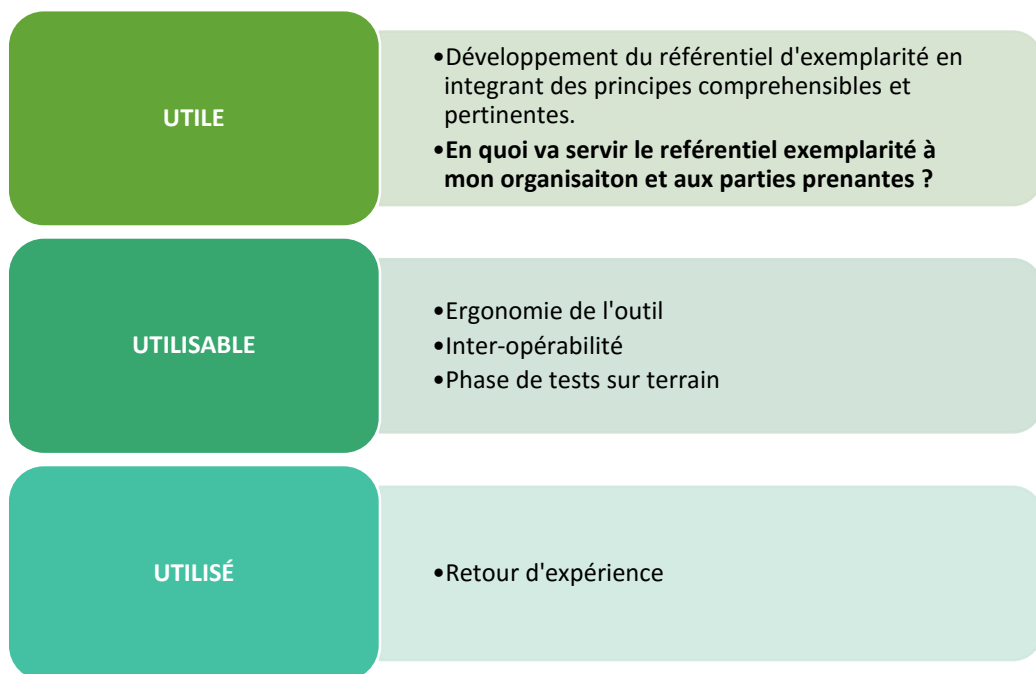 UTILE
•Développement du référentiel d'exemplarité en
integrant des principes comprehensibles et
pertinentes.
•En quoi va servir le reférentiel exemplarité à
mon organisaiton et aux parties prenantes ?
UTILISABLE
•Ergonomie de l'outil
•Inter-opérabilité
•Phase de tests sur terrain
UTILISÉ
•Retour d'expérience